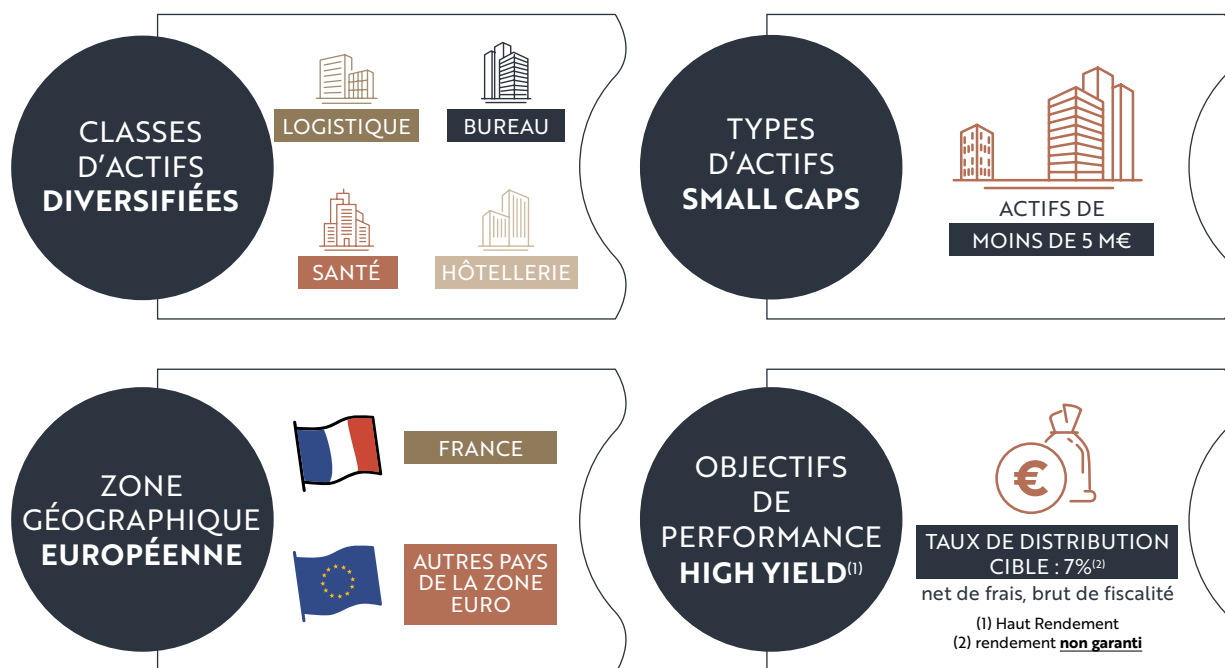 CLASSES
D'ACTIFS
DIVERSIFIÉES
LOGISTIQUE
BUREAU
SANTÉ
HÔTELLERIE
TYPES
D'ACTIFS
SMALL CAPS
ACTIFS DE
MOINS DE 5 M€
ZONE
GÉOGRAPHIQUE
EUROPÉENNE
FRANCE
AUTRES PAYS
DE LA ZONE
EURO
OBJECTIFS
DE
PERFORMANCE
HIGH YIELD(1)
€
TAUX DE DISTRIBUTION
CIBLE : 7%(2)
net de frais, brut de fiscalité
(1) Haut Rendement
(2) rendement non garanti